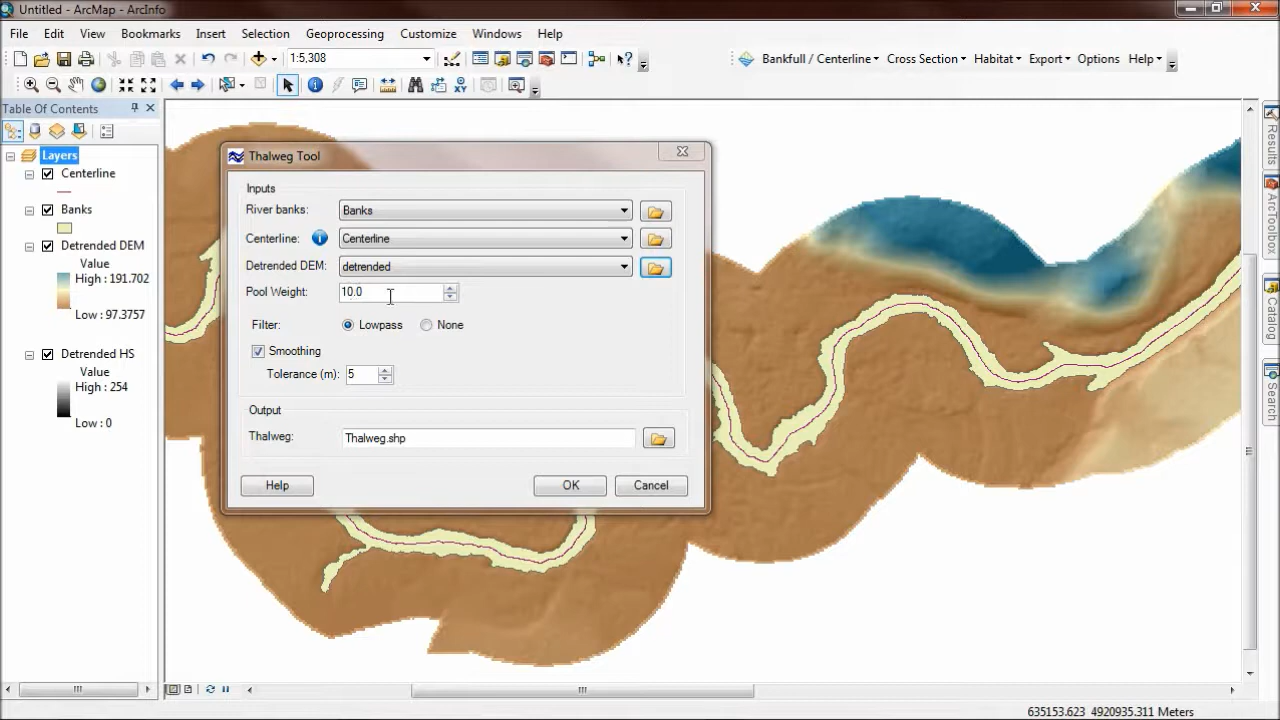 Untitled - ArcMap - ArcInfo
File Edit View Bookmarks Insert Selection Geoprocessing Customize Windows Help
1:5,308
Bankfull / Centerline Cross Section Habitat Export Options Help
Table Of Contents
Layers
Centerline
Banks
Detrended DEM
Value
High : 191.702
Low : 97.3757
Detrended HS
Value
High : 254
Low : 0
Thalweg Tool
Inputs
River banks: Banks
Centerline: Centerline
Detrended DEM: detrended
Pool Weight: 10.0
Filter: Lowpass None
Smoothing
Tolerance (m): 5
Output
Thalweg: Thalweg.shp
Help OK Cancel
Results
ArcToolbox
Catalog
Search
635153.623 4920935.311 Meters